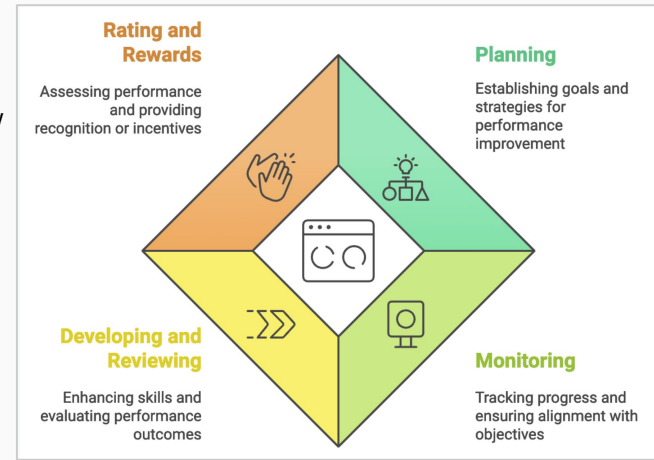 Rating and
Rewards
Assessing performance
and providing
recognition or incentives
Planning
Establishing goals and
strategies for
performance
improvement
Developing and
Reviewing
Enhancing skills and
evaluating performance
outcomes
Monitoring
Tracking progress and
ensuring alignment with
objectives